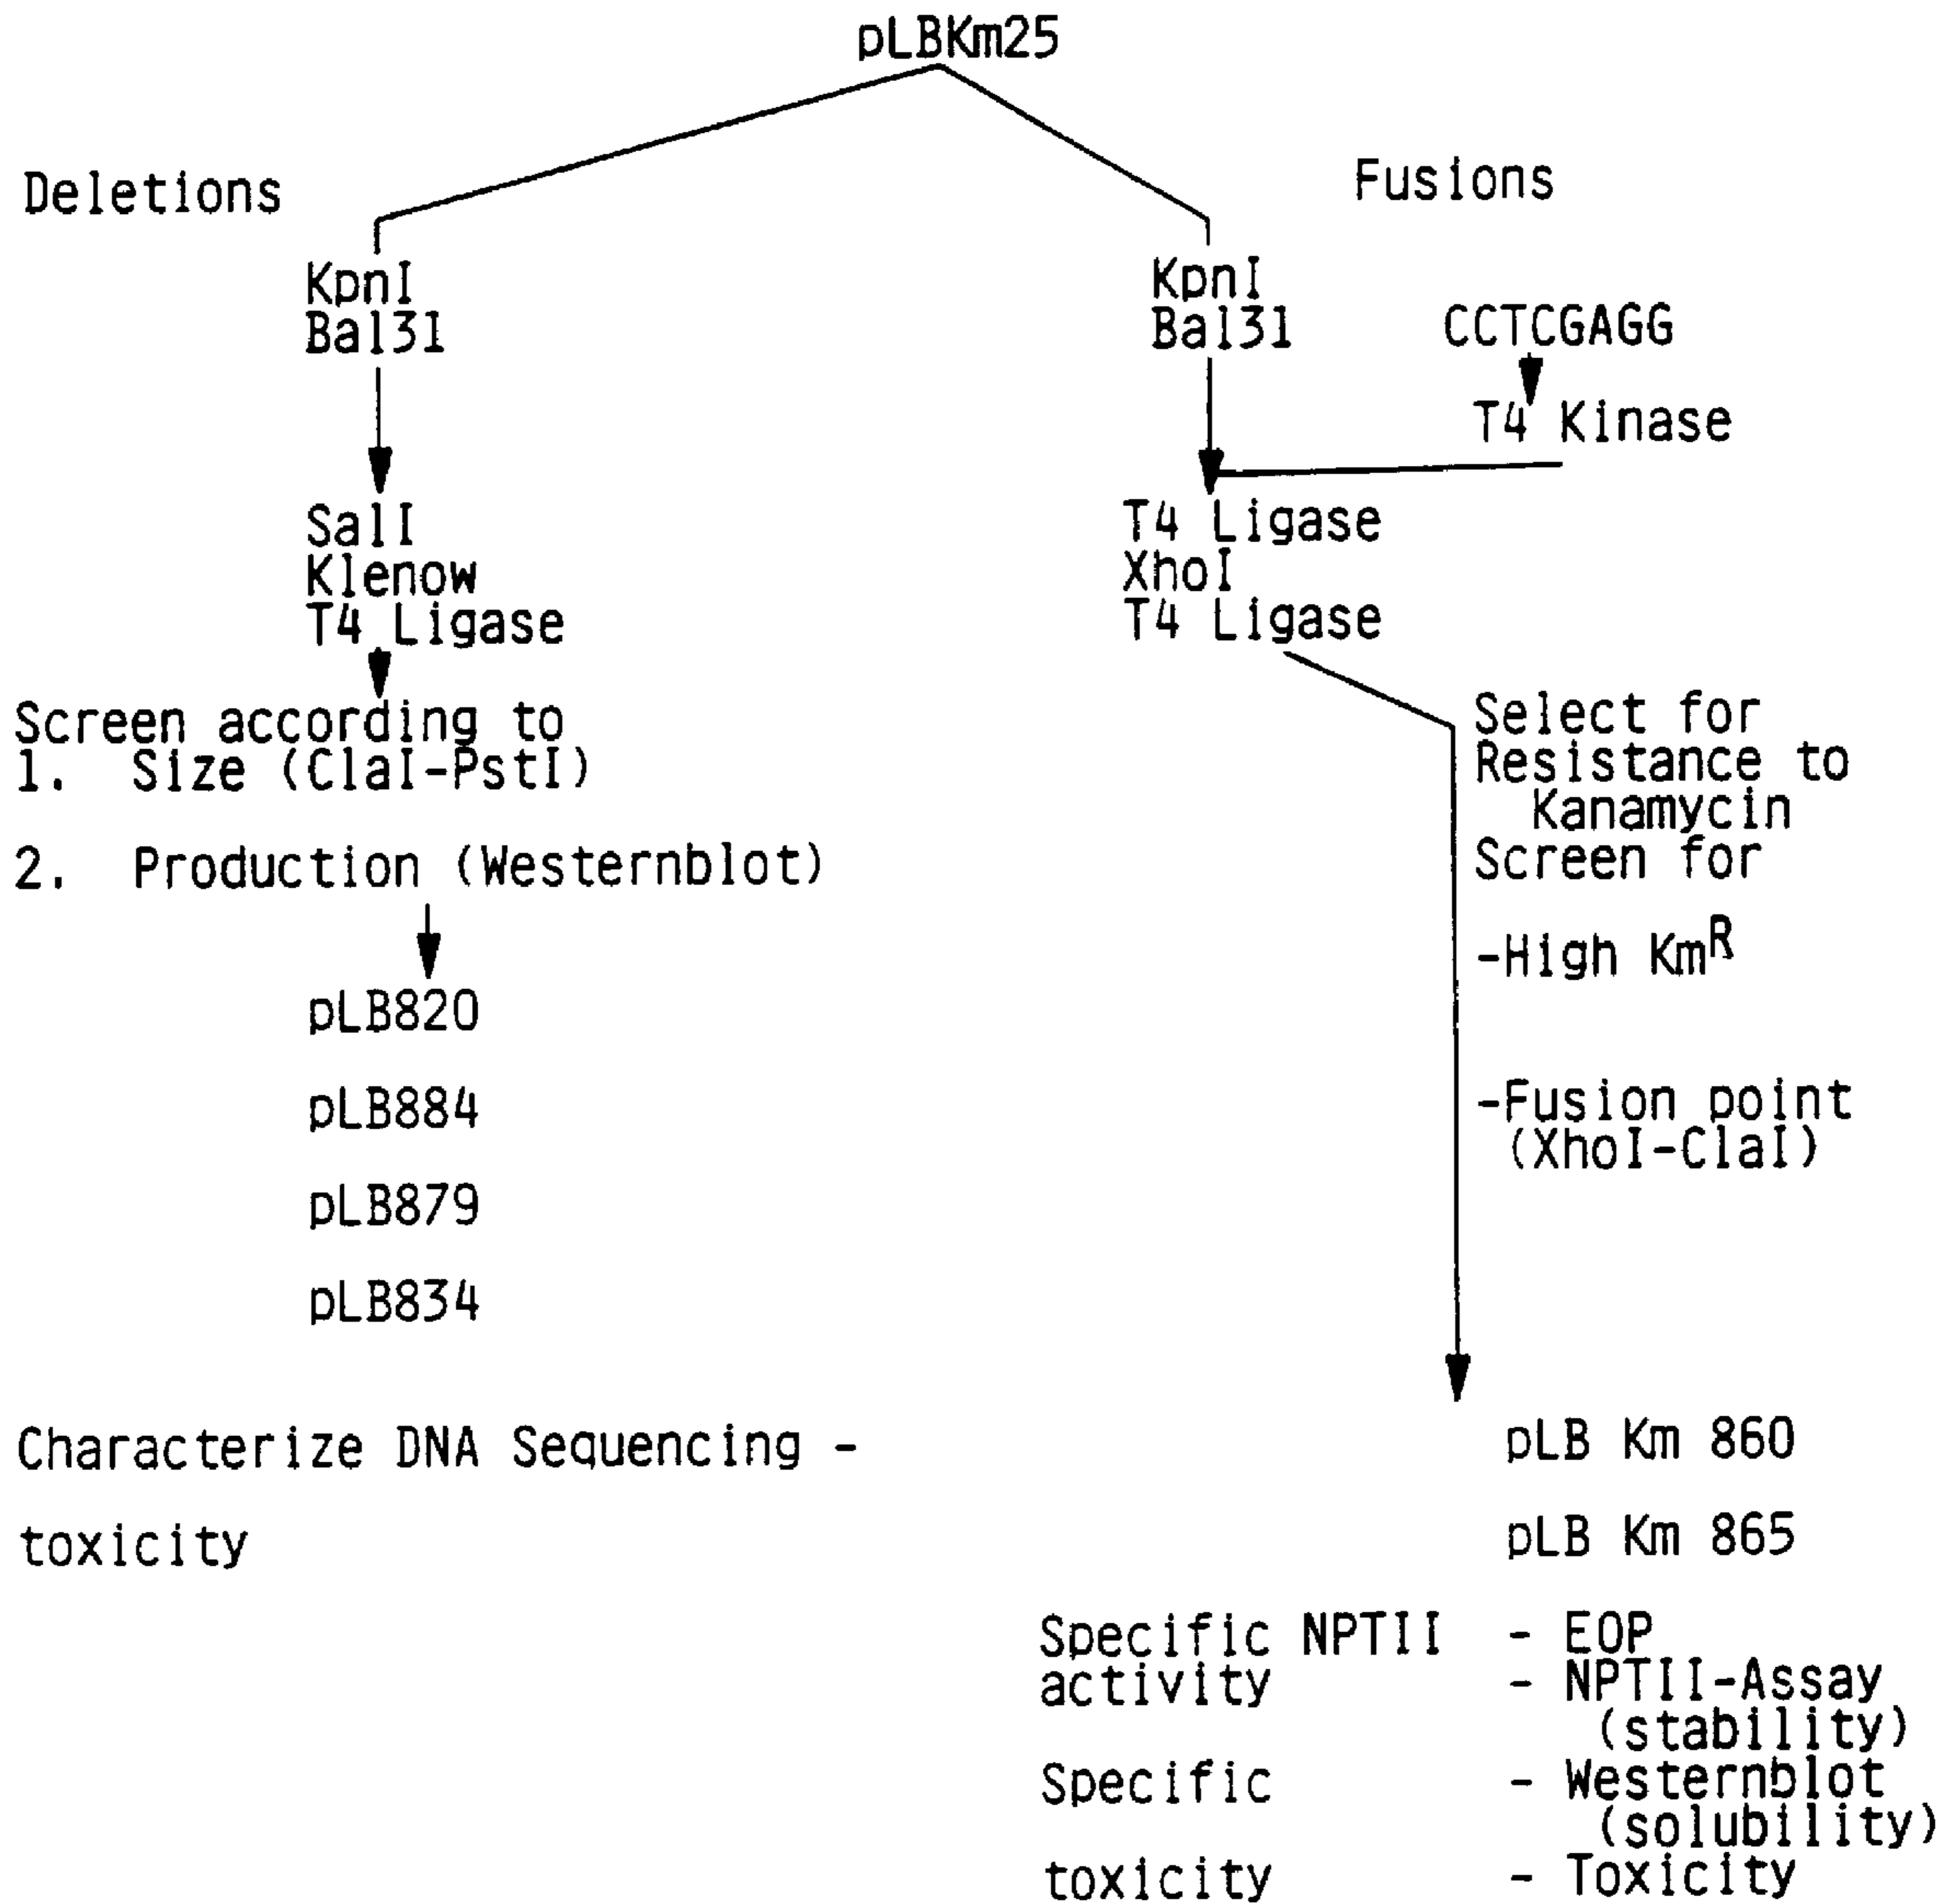 pLBKm25
Deletions
Fusions
KpnI
Bal31
KpnI
Bal31
CCTCGAGG
T4 Kinase
SalI
Klenow
T4 Ligase
T4 Ligase
XhoI
T4 Ligase
Screen according to
1. Size (ClaI-PstI)
2. Production (Westernblot)
pLB820
pLB884
pLB879
pLB834
Characterize DNA Sequencing -
toxicity
Select for
Resistance to
Kanamycin
Screen for
-High KmR
-Fusion point
(XhoI-ClaI)
pLB Km 860
pLB Km 865
Specific NPTII - EOP
activity - NPTII-Assay
(stability)
Specific - Westernblot
(solubility)
toxicity - Toxicity